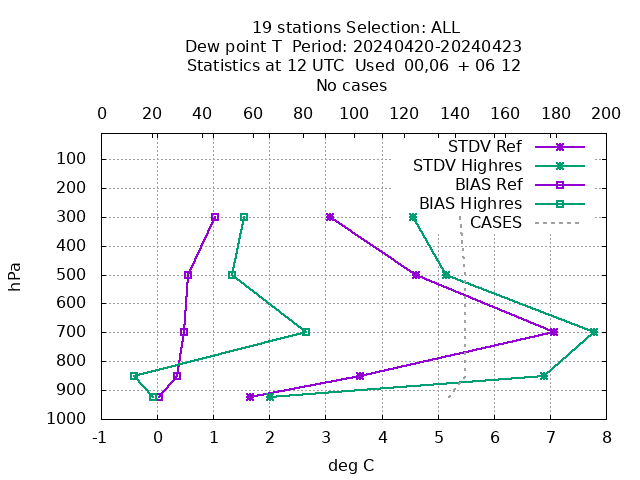 19 stations Selection: ALL
Dew point T  Period: 20240420-20240423
Statistics at 12 UTC  Used  00,06  + 06 12
No cases
0 20 40 60 80 100 120 140 160 180 200
STDV Ref
STDV Highres
BIAS Ref
BIAS Highres
CASES
hPa
100
200
300
400
500
600
700
800
900
1000
-1 0 1 2 3 4 5 6 7 8
deg C